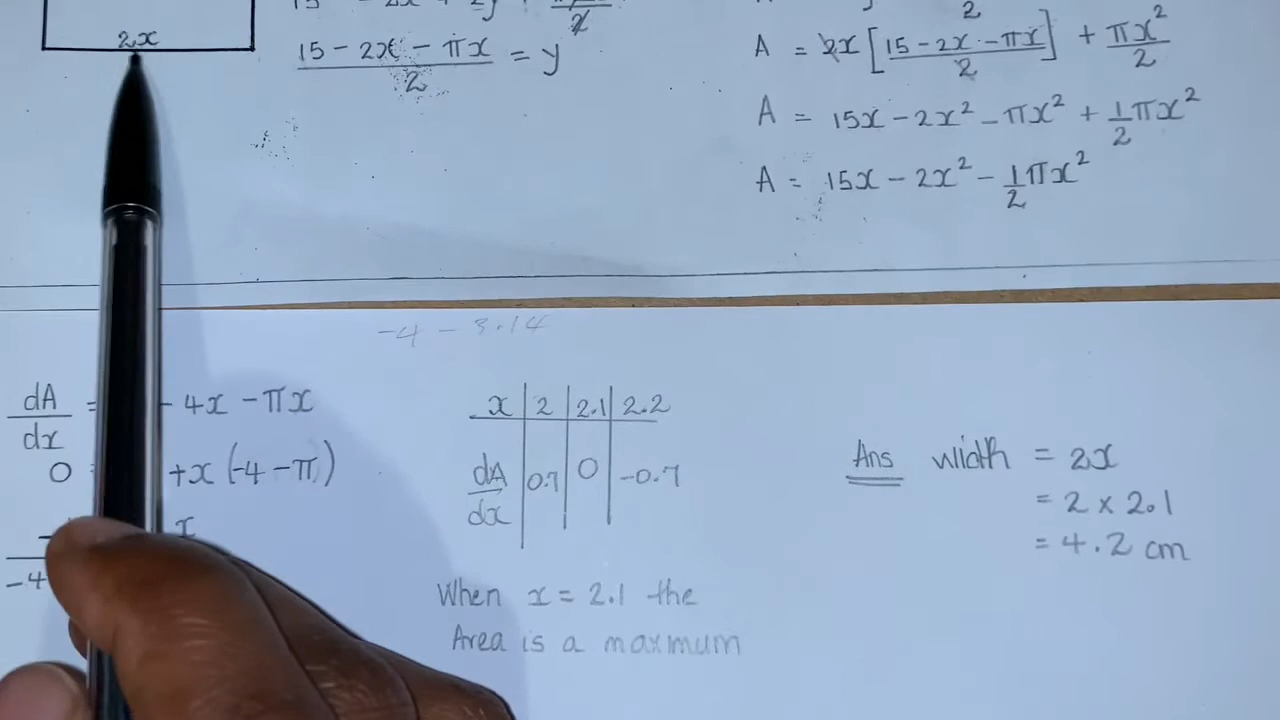 2x
15 - 2x - πx / 2 = y
A = 2x [15 - 2x - πx / 2] + πx² / 2
A = 15x - 2x² - πx² + 1/2 πx²
A = 15x - 2x² - 1/2 πx²
-4 - 3.14
dA/dx = - 4x - πx
0 +x (-4 - π)
x
-4
x | 2 | 2.1 | 2.2
dA/dx | 0.7 | 0 | -0.7
When x = 2.1 the
Area is a maxmum
Ans width = 2x
= 2 x 2.1
= 4.2 cm